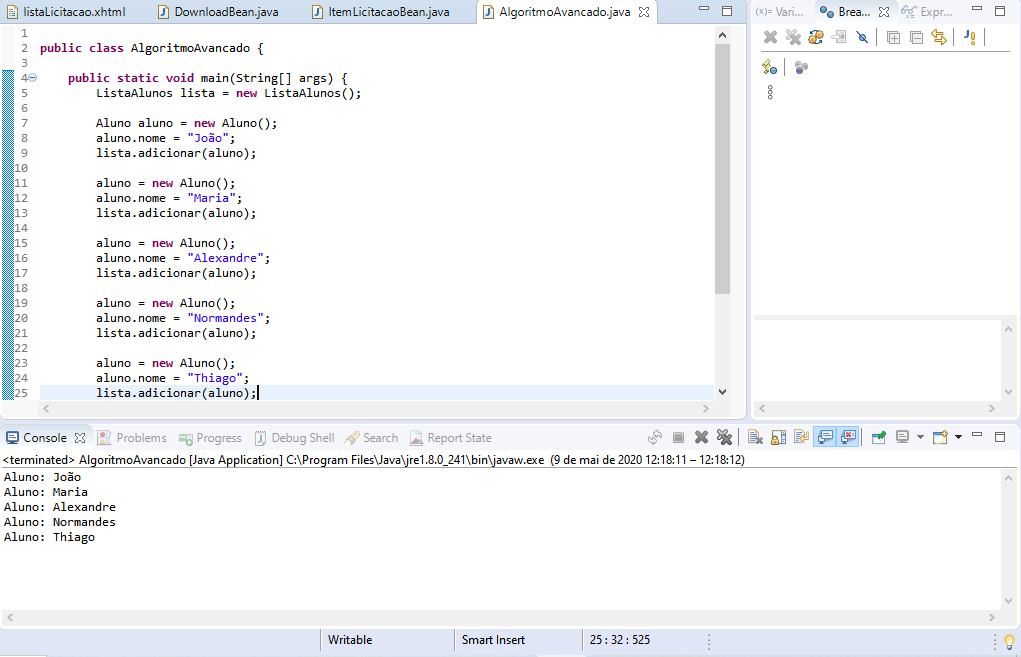 listaLicitacao.xhtml DownloadBean.java ItemLicitacaoBean.java AlgoritmoAvancado.java
(x)= Vari... Brea... Expr...
1
2 public class AlgoritmoAvancado {
3
4 public static void main(String[] args) {
5 ListaAlunos lista = new ListaAlunos();
6
7 Aluno aluno = new Aluno();
8 aluno.nome = "João";
9 lista.adicionar(aluno);
10
11 aluno = new Aluno();
12 aluno.nome = "Maria";
13 lista.adicionar(aluno);
14
15 aluno = new Aluno();
16 aluno.nome = "Alexandre";
17 lista.adicionar(aluno);
18
19 aluno = new Aluno();
20 aluno.nome = "Normandes";
21 lista.adicionar(aluno);
22
23 aluno = new Aluno();
24 aluno.nome = "Thiago";
25 lista.adicionar(aluno);
Console Problems Progress Debug Shell Search Report State
<terminated> AlgoritmoAvancado [Java Application] C:\Program Files\Java\jre1.8.0_241\bin\javaw.exe (9 de mai de 2020 12:18:11 – 12:18:12)
Aluno: João
Aluno: Maria
Aluno: Alexandre
Aluno: Normandes
Aluno: Thiago
Writable Smart Insert 25 : 32 : 525